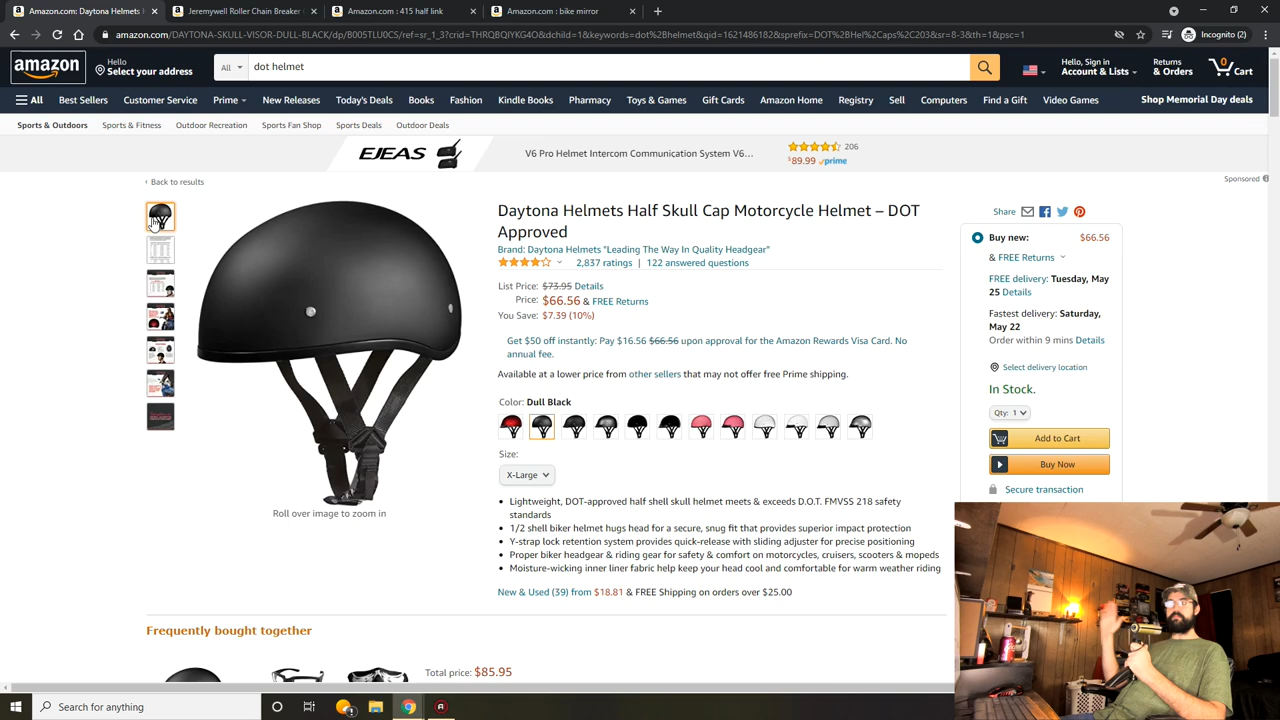 Amazon.com: Daytona Helmets
Jeremywell Roller Chain Breaker
Amazon.com : 415 half link
Amazon.com : bike mirror
amazon.com/DAYTONA-SKULL-VISOR-DULL-BLACK/dp/B005TLU0CS/ref=sr_1_3?crid=THRQBQIYKG4O&dchild=1&keywords=dot%2Bhelmet&qid=1621486182&sprefix=DOT%2BHel%2Caps%2C203&sr=8-3&th=1&psc=1
Incognito (2)
amazon
Hello
Select your address
All
dot helmet
Hello, Sign in
Account & Lists
Returns
& Orders
0
Cart
All
Best Sellers
Customer Service
Prime
New Releases
Today's Deals
Books
Fashion
Kindle Books
Pharmacy
Toys & Games
Gift Cards
Amazon Home
Registry
Sell
Computers
Find a Gift
Video Games
Shop Memorial Day deals
Sports & Outdoors
Sports & Fitness
Outdoor Recreation
Sports Fan Shop
Sports Deals
Outdoor Deals
EJEAS
V6 Pro Helmet Intercom Communication System V6...
206
$89.99 prime
Sponsored
‹ Back to results
Daytona Helmets Half Skull Cap Motorcycle Helmet – DOT
Approved
Brand: Daytona Helmets "Leading The Way In Quality Headgear"
2,837 ratings | 122 answered questions
List Price: $73.95 Details
Price: $66.56 & FREE Returns
You Save: $7.39 (10%)
Get $50 off instantly: Pay $16.56 $66.56 upon approval for the Amazon Rewards Visa Card. No
annual fee.
Available at a lower price from other sellers that may not offer free Prime shipping.
Color: Dull Black
Size:
X-Large
Lightweight, DOT-approved half shell skull helmet meets & exceeds D.O.T. FMVSS 218 safety
standards
1/2 shell biker helmet hugs head for a secure, snug fit that provides superior impact protection
Y-strap lock retention system provides quick-release with sliding adjuster for precise positioning
Proper biker headgear & riding gear for safety & comfort on motorcycles, cruisers, scooters & mopeds
Moisture-wicking inner liner fabric help keep your head cool and comfortable for warm weather riding
New & Used (39) from $18.81 & FREE Shipping on orders over $25.00
Roll over image to zoom in
Share
Buy new:
$66.56
& FREE Returns
FREE delivery: Tuesday, May
25 Details
Fastest delivery: Saturday,
May 22
Order within 9 mins Details
Select delivery location
In Stock.
Qty: 1
Add to Cart
Buy Now
Secure transaction
Frequently bought together
Total price: $85.95
Search for anything